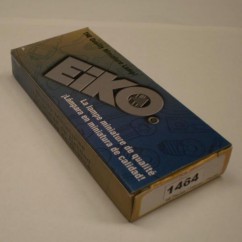 EiKO
La lampe miniature de qualité
¡Lámpara en miniatura
de calidad!
1464